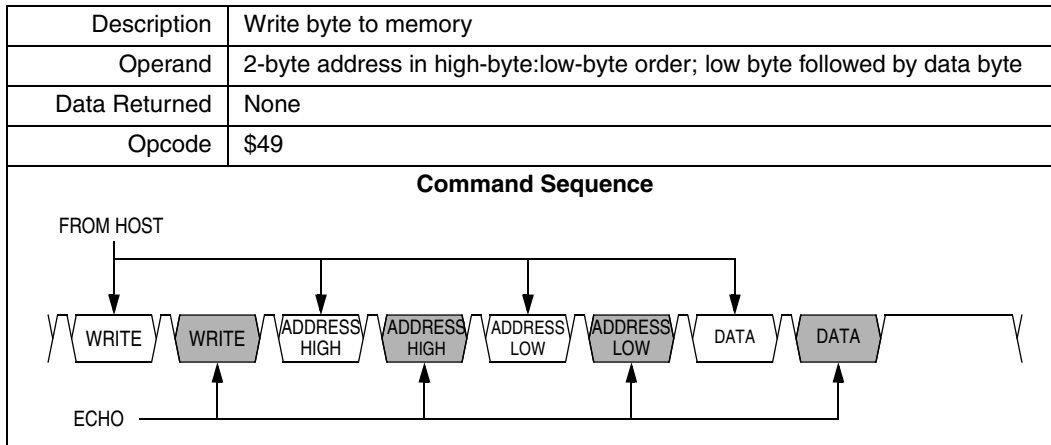 Description Write byte to memory
Operand 2-byte address in high-byte:low-byte order; low byte followed by data byte
Data Returned None
Opcode $49
Command Sequence
FROM HOST
WRITE WRITE ADDRESS HIGH ADDRESS HIGH ADDRESS LOW ADDRESS LOW DATA DATA
ECHO